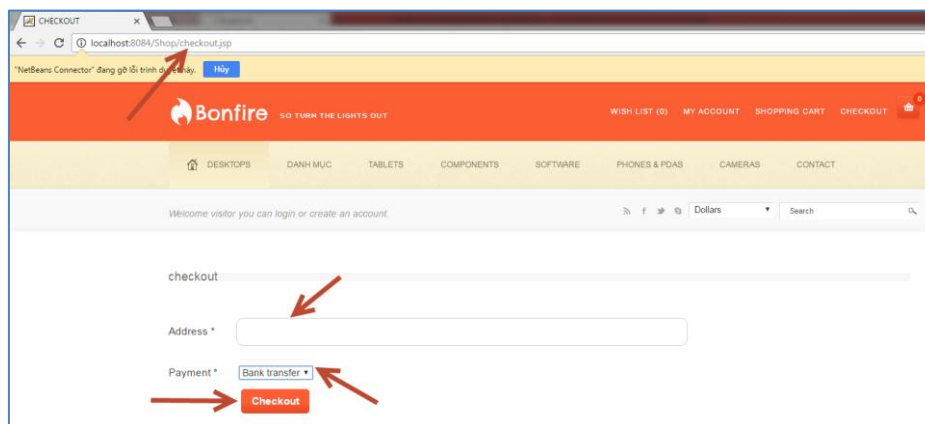 CHECKOUT
localhost:8084/Shop/checkout.jsp
"NetBeans Connector" đang gỡ lỗi trình duyệt này. Hủy
Bonfire SO TURN THE LIGHTS OUT WISH LIST (0) MY ACCOUNT SHOPPING CART CHECKOUT 0
DESKTOPS DANH MỤC TABLETS COMPONENTS SOFTWARE PHONES & PDAS CAMERAS CONTACT
Welcome visitor you can login or create an account. Dollars Search
checkout
Address *
Payment * Bank transfer
Checkout